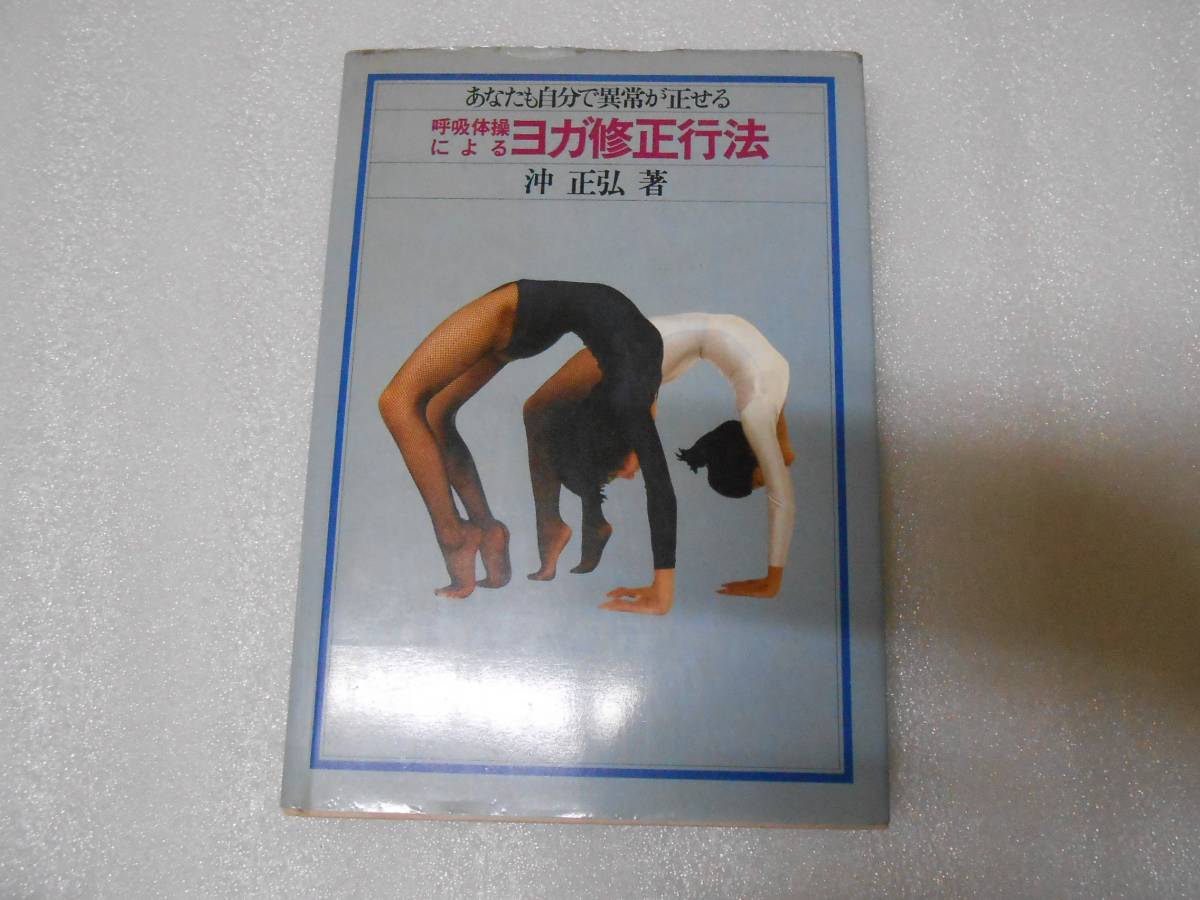 あなたも自分で異常が正せる
呼吸体操
による
ヨガ修正行法
沖 正弘 著